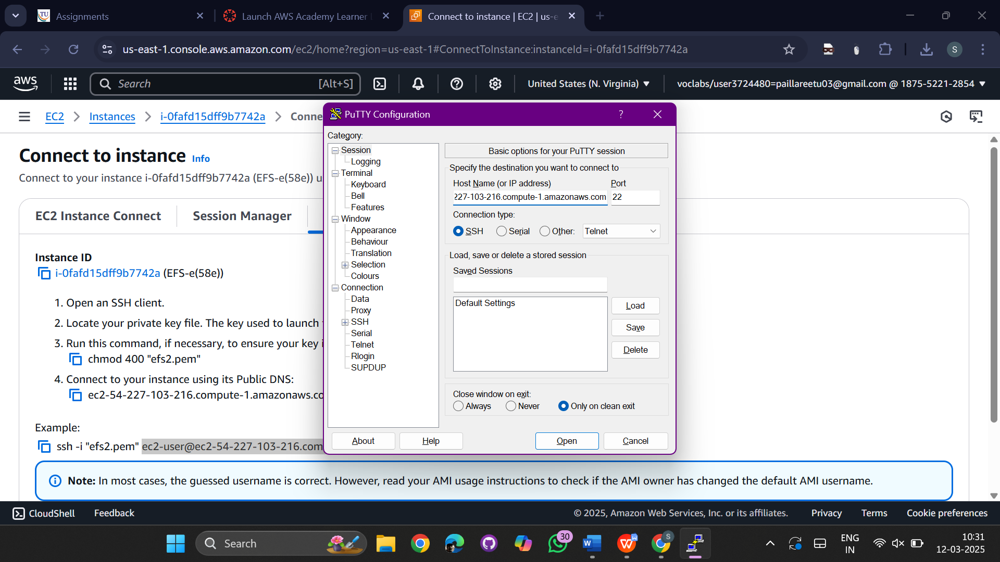 Assignments
Launch AWS Academy Learner
Connect to instance | EC2 | us-e
us-east-1.console.aws.amazon.com/ec2/home?region=us-east-1#ConnectToInstance:instanceId=i-0fafd15dff9b7742a
S
aws
Search [Alt+S]
United States (N. Virginia)
voclabs/user3724480=paillareetu03@gmail.com @ 1875-5221-2854
EC2 > Instances > i-0fafd15dff9b7742a > Conne
Connect to instance Info
Connect to your instance i-0fafd15dff9b7742a (EFS-e(58e)) u
EC2 Instance Connect
Session Manager
Instance ID
i-0fafd15dff9b7742a (EFS-e(58e))
1. Open an SSH client.
2. Locate your private key file. The key used to launch
3. Run this command, if necessary, to ensure your key i
chmod 400 "efs2.pem"
4. Connect to your instance using its Public DNS:
ec2-54-227-103-216.compute-1.amazonaws.co
Example:
ssh -i "efs2.pem" ec2-user@ec2-54-227-103-216.com
Note: In most cases, the guessed username is correct. However, read your AMI usage instructions to check if the AMI owner has changed the default AMI username.
PuTTY Configuration
?
Category:
Session
Logging
Terminal
Keyboard
Bell
Features
Window
Appearance
Behaviour
Translation
Selection
Colours
Connection
Data
Proxy
SSH
Serial
Telnet
Rlogin
SUPDUP
Basic options for your PuTTY session
Specify the destination you want to connect to
Host Name (or IP address) Port
227-103-216.compute-1.amazonaws.com 22
Connection type:
SSH Serial Other: Telnet
Load, save or delete a stored session
Saved Sessions
Default Settings
Load
Save
Delete
Close window on exit:
Always Never Only on clean exit
About Help Open Cancel
CloudShell Feedback
© 2025, Amazon Web Services, Inc. or its affiliates. Privacy Terms Cookie preferences
Search
30
S
ENG
IN
10:31
12-03-2025